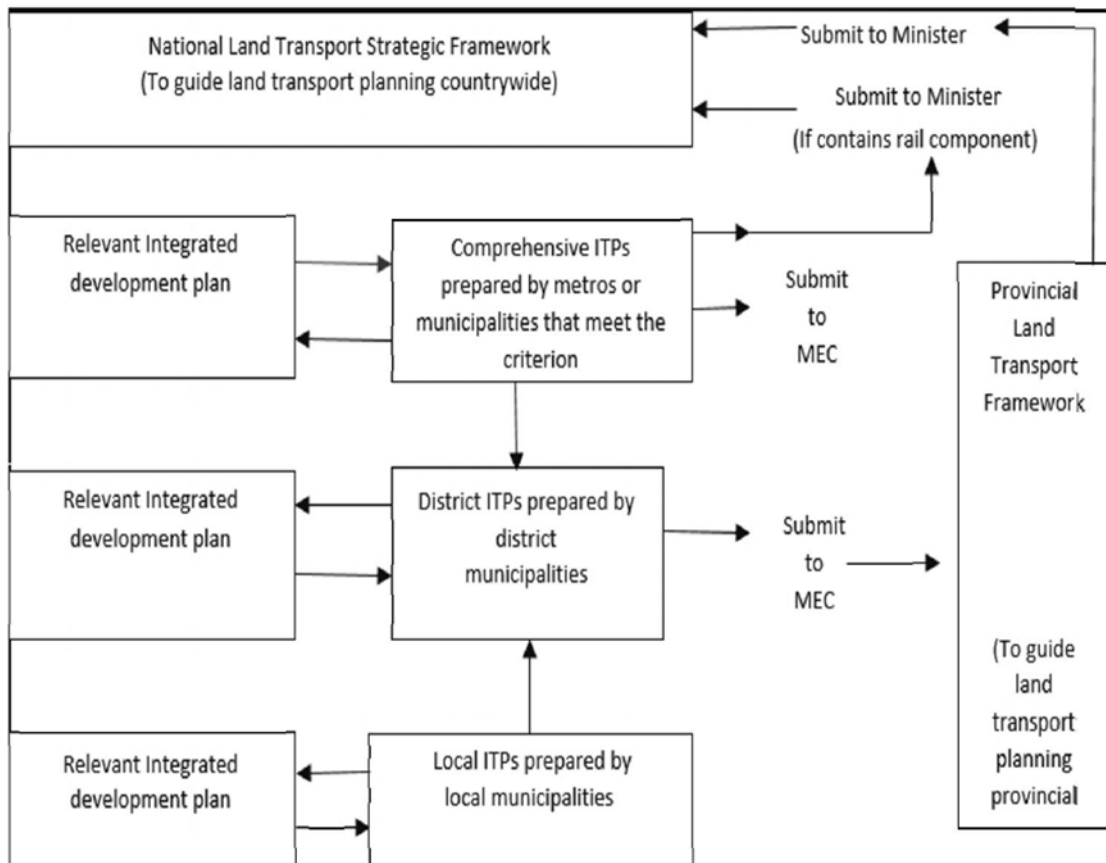 National Land Transport Strategic Framework
(To guide land transport planning countrywide)
Submit to Minister
Submit to Minister
(If contains rail component)
Relevant Integrated
development plan
Comprehensive ITPs
prepared by metros or
municipalities that meet the
criterion
Submit
to
MEC
Provincial
Land
Transport
Framework
Relevant Integrated
development plan
District ITPs prepared by
district
municipalities
Submit
to
MEC
(To guide
land
transport
planning
provincial
Relevant Integrated
development plan
Local ITPs prepared by
local municipalities